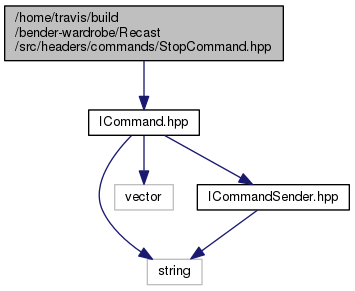 /home/travis/build
/bender-wardrobe/Recast
/src/headers/commands/StopCommand.hpp
ICommand.hpp
vector
ICommandSender.hpp
string